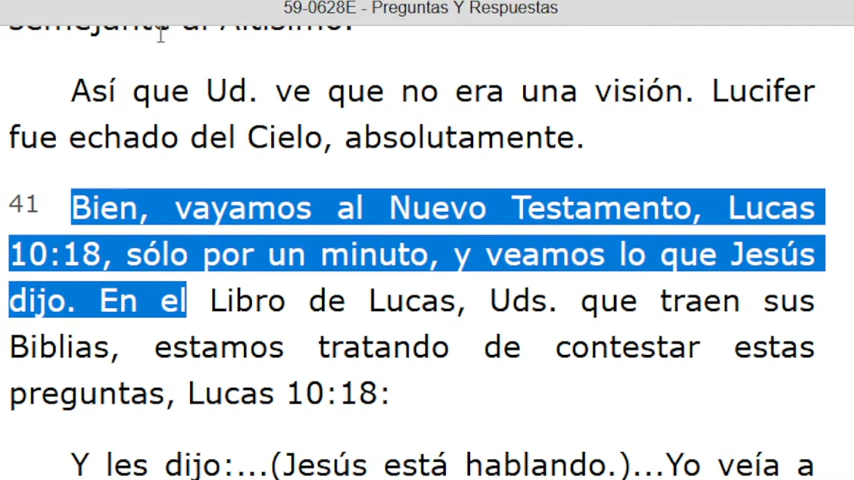 59-0628E - Preguntas Y Respuestas
semejante al Altísimo.
Así que Ud. ve que no era una visión. Lucifer
fue echado del Cielo, absolutamente.
41 Bien, vayamos al Nuevo Testamento, Lucas
10:18, sólo por un minuto, y veamos lo que Jesús
dijo. En el Libro de Lucas, Uds. que traen sus
Biblias, estamos tratando de contestar estas
preguntas, Lucas 10:18:
Y les dijo:...(Jesús está hablando.)...Yo veía a